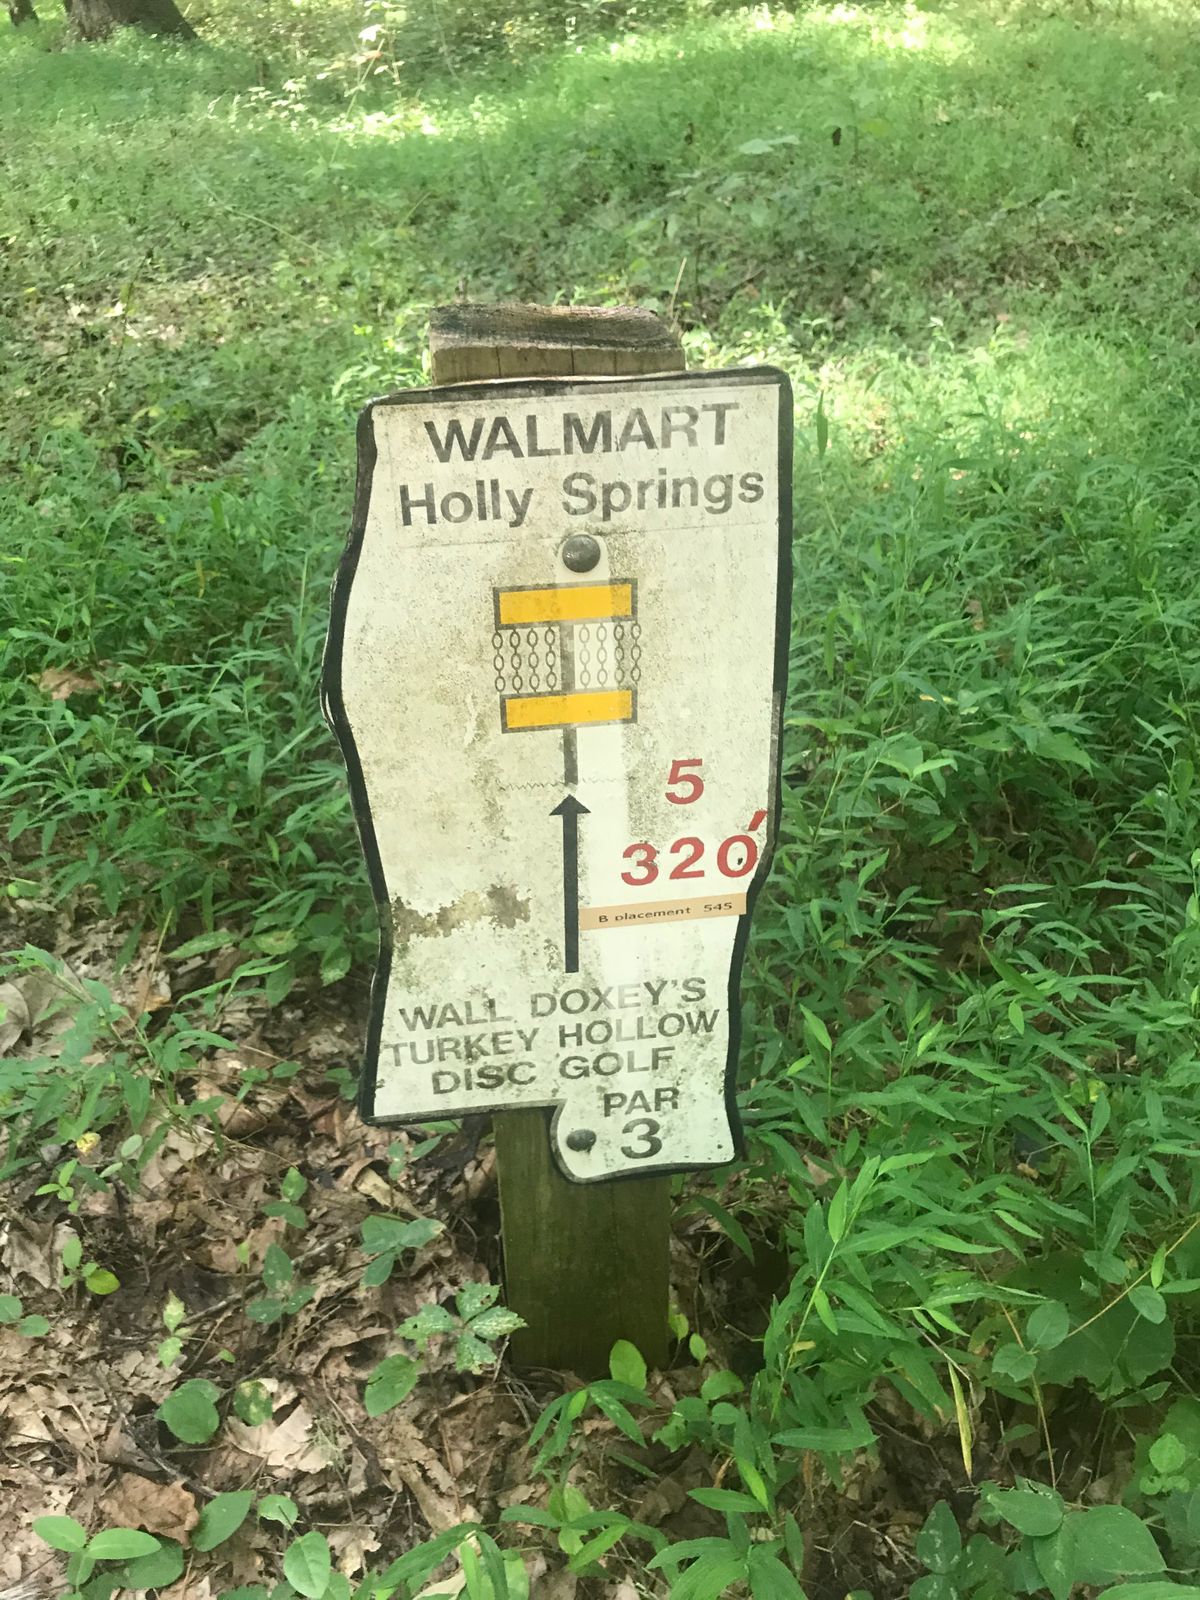 WALMART
Holly Springs
5
320'
B placement 545
WALL DOXEY'S
TURKEY HOLLOW
DISC GOLF
PAR
3